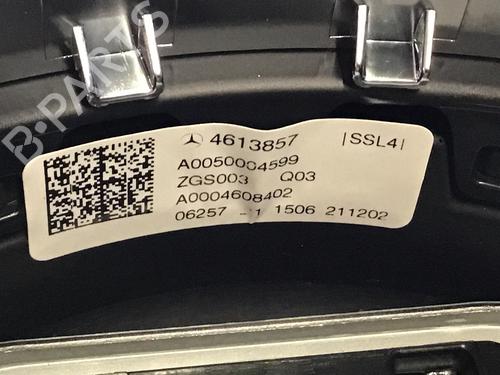 B-PARTS
4613857 |SSL4|
A0050004599
ZGS003 Q03
A0004608402
06257 -1 1506 211202